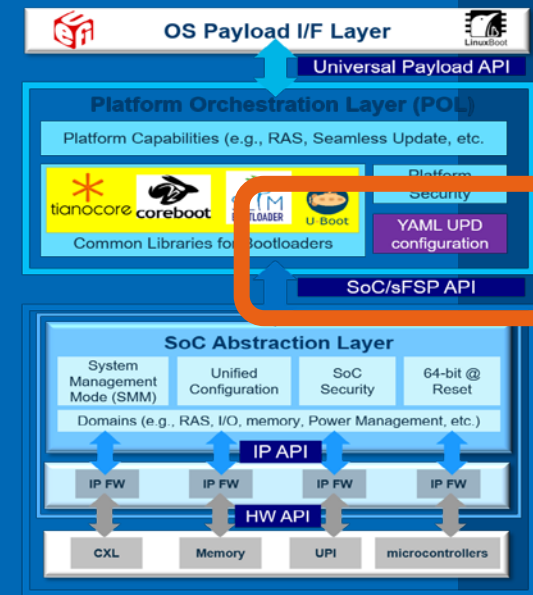 UEFI
OS Payload I/F Layer
LinuxBoot
Universal Payload API
Platform Orchestration Layer (POL)
Platform Capabilities (e.g., RAS, Seamless Update, etc.
tianocore coreboot
BOOTLOADER
U-Boot
Common Libraries for Bootloaders
Platform
Security
YAML UPD
configuration
SoC/sFSP API
SoC Abstraction Layer
System
Management
Mode (SMM)
Unified
Configuration
SoC
Security
64-bit @
Reset
Domains (e.g., RAS, I/O, memory, Power Management, etc.)
IP API
IP FW
IP FW
IP FW
IP FW
HW API
CXL
Memory
UPI
microcontrollers